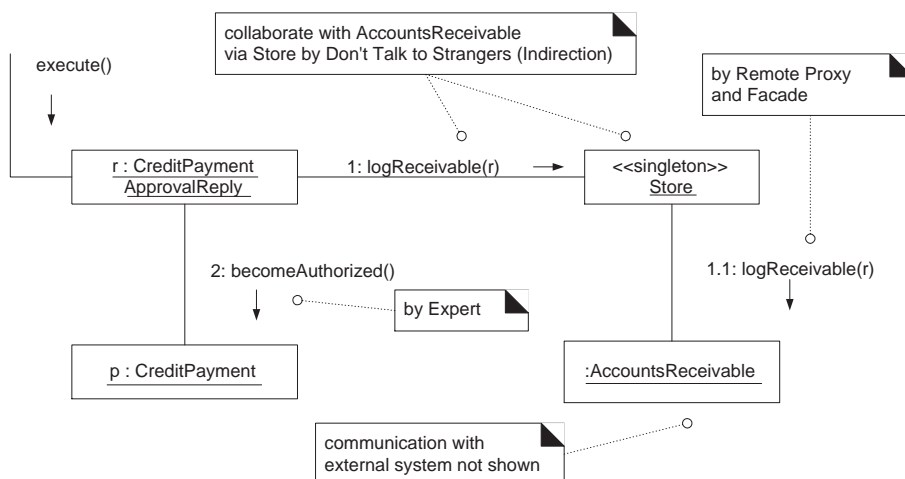 collaborate with AccountsReceivable
via Store by Don't Talk to Strangers (Indirection)
execute()
by Remote Proxy
and Facade
r : CreditPayment
ApprovalReply
1: logReceivable(r)
<<singleton>>
Store
2: becomeAuthorized()
1.1: logReceivable(r)
by Expert
p : CreditPayment
:AccountsReceivable
communication with
external system not shown